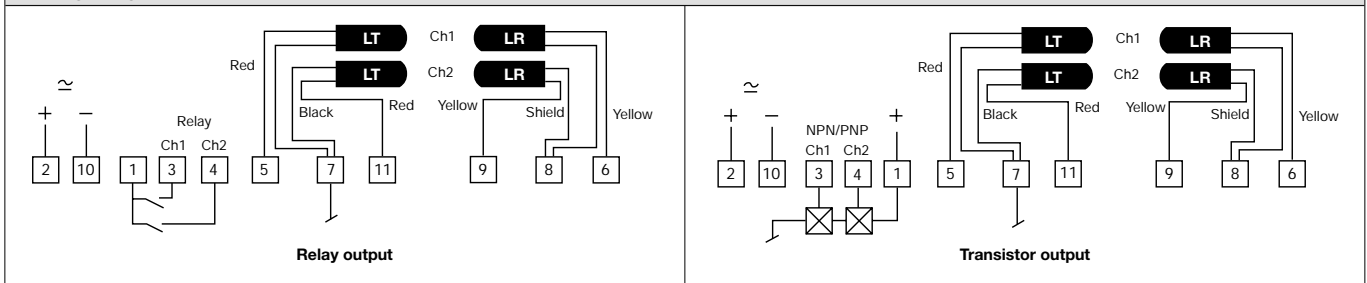 LT Ch1 LR
Red
LT Ch2 LR
≃
Black Red Yellow Shield Yellow
+ −
Relay
Ch1 Ch2
2 10 1 3 4 5 7 11 9 8 6
Relay output
LT Ch1 LR
Red
LT Ch2 LR
≃
Black Red Yellow Shield Yellow
+ − +
NPN/PNP
Ch1 Ch2
2 10 3 4 1 5 7 11 9 8 6
Transistor output